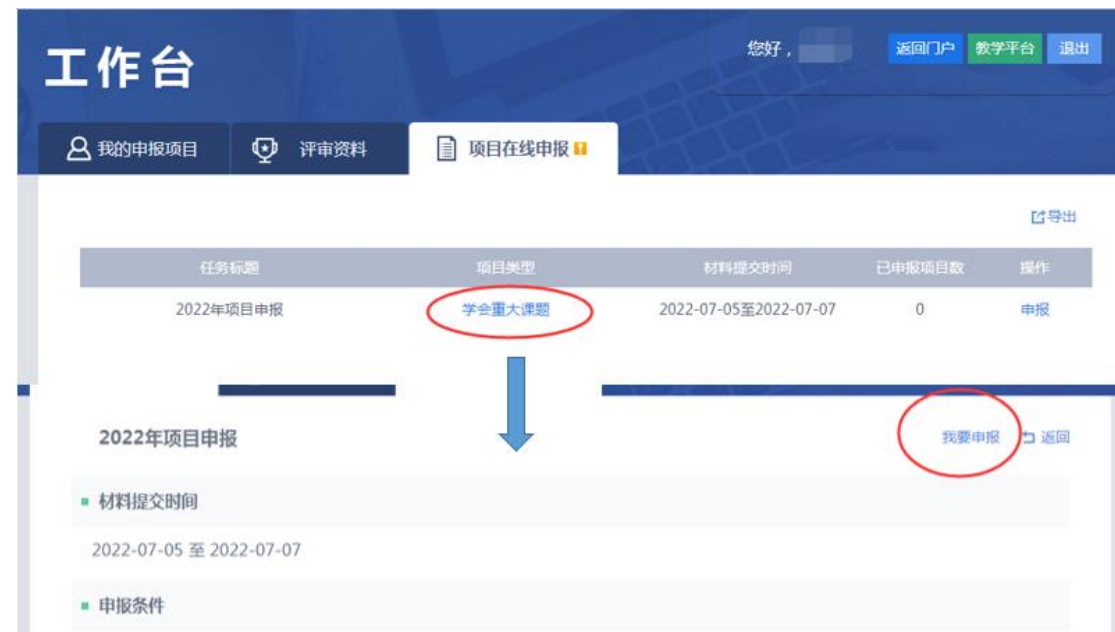 工作台
您好，
返回门户 教学平台 退出
我的申报项目 评审资料 项目在线申报
导出
任务标题 项目类型 材料提交时间 已申报项目数 操作
2022年项目申报 学会重大课题 2022-07-05至2022-07-07 0 申报
2022年项目申报 我要申报 返回
材料提交时间
2022-07-05 至 2022-07-07
申报条件